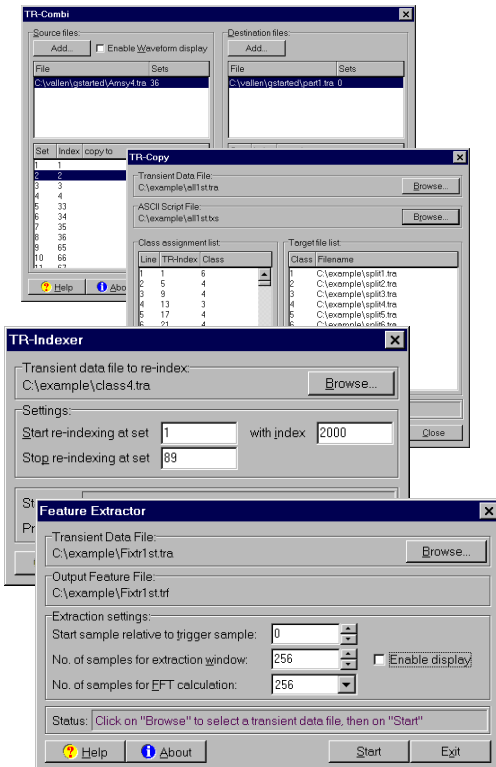 TR-Combi
Source files: Destination files:
Add... Enable Waveform display Add...
File Sets File Sets
C:\vallen\gstarted\Amsy4.tra 36 C:\vallen\gstarted\part1.tra 0
Set Index copy to
1 1
2 2
3 3
4 4
5 33
6 34
7 35
8 36
9 65
10 66
11 67
Help
TR-Copy
Transient Data File:
C:\example\all1st.tra Browse...
ASCII Script File:
C:\example\all1st.txs Browse...
Class assignment list: Target file list:
Line TR-Index Class Class Filename
1 1 6 1 C:\example\split1.tra
2 5 4 2 C:\example\split2.tra
3 9 4 3 C:\example\split3.tra
4 13 3 4 C:\example\split4.tra
5 17 4 5 C:\example\split5.tra
6 21 4 6 C:\example\split6.tra
Close
TR-Indexer
Transient data file to re-index:
C:\example\class4.tra Browse...
Settings:
Start re-indexing at set 1 with index 2000
Stop re-indexing at set 89
Feature Extractor
Transient Data File:
C:\example\Fixtr1st.tra Browse...
Output Feature File:
C:\example\Fixtr1st.trf
Extraction settings:
Start sample relative to trigger sample: 0
No. of samples for extraction window: 256 Enable display
No. of samples for FFT calculation: 256
Status: Click on "Browse" to select a transient data file, then on "Start"
Help About Start Exit